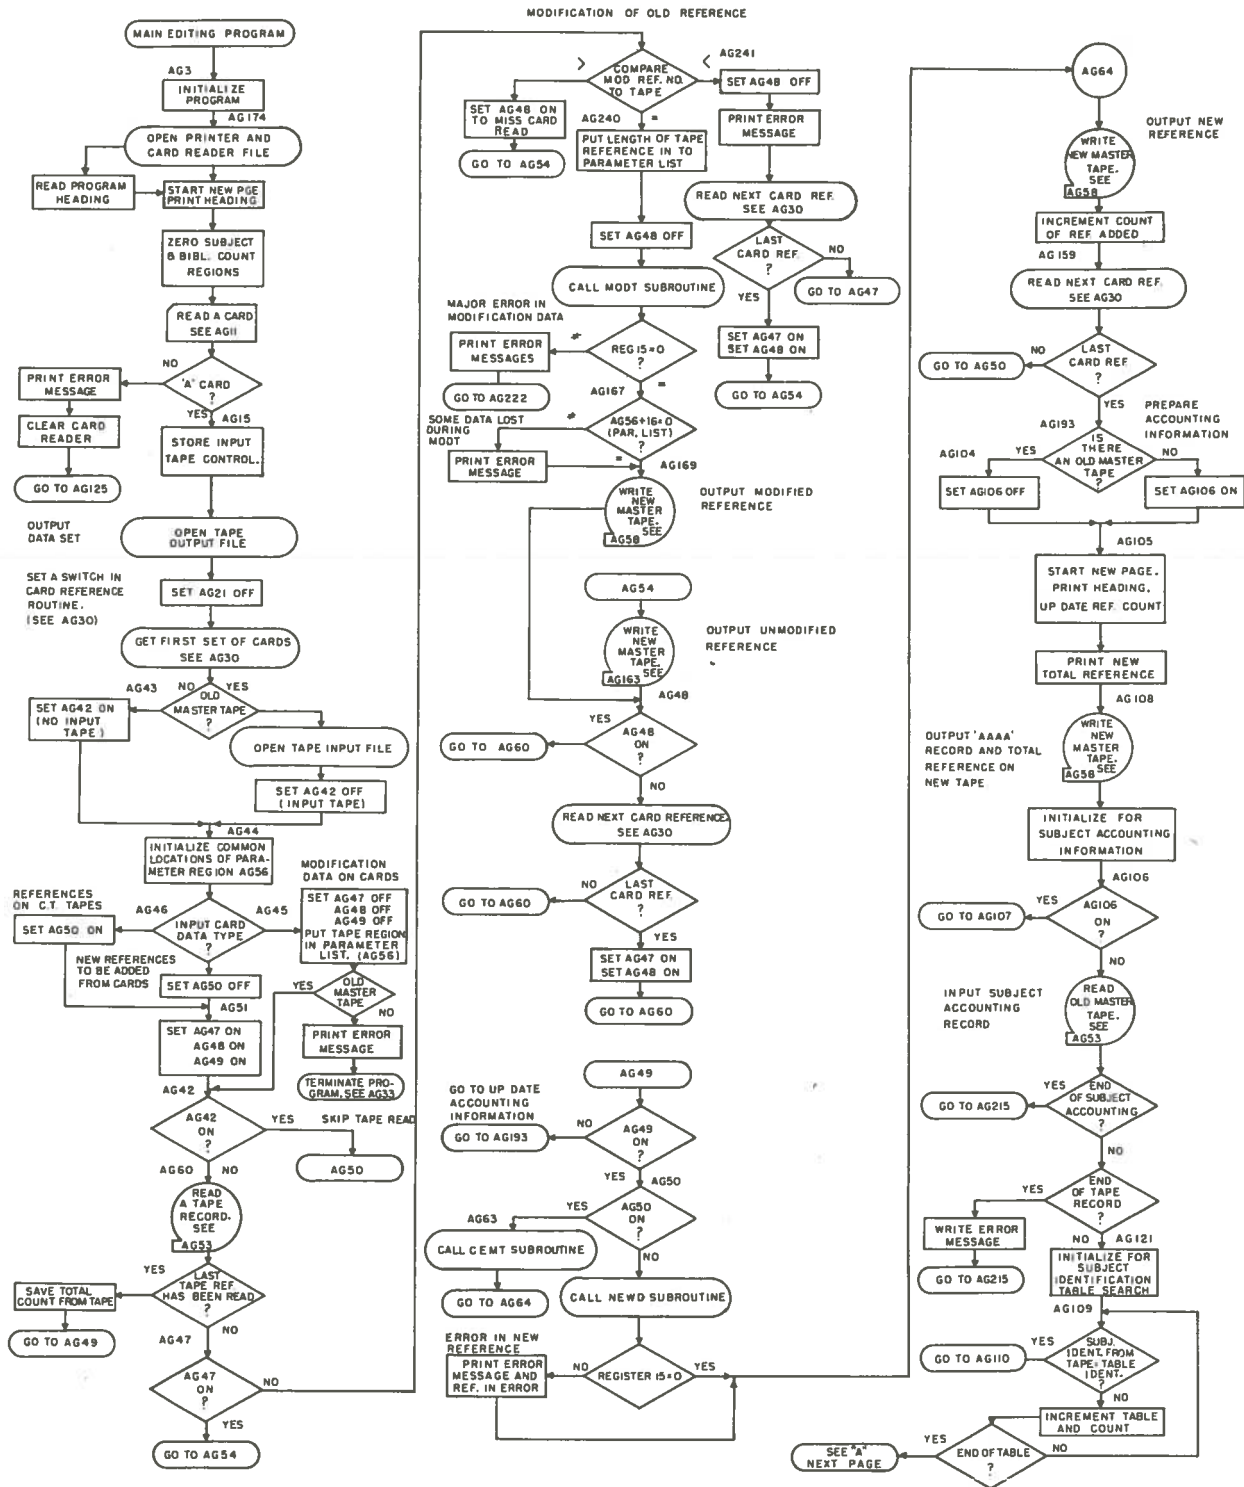 MAIN EDITING PROGRAM
AG3
INITIALIZE
PROGRAM
AG174
OPEN PRINTER AND
CARD READER FILE
READ PROGRAM
HEADING
START NEW PGE
PRINT HEADING
ZERO SUBJECT
& BIBL. COUNT
REGIONS
READ A CARD
SEE AG11
NO
'A' CARD
?
PRINT ERROR
MESSAGE
YES
AG15
CLEAR CARD
READER
STORE INPUT
TAPE CONTROL.
GO TO AG125
OUTPUT
DATA SET
OPEN TAPE
OUTPUT FILE
SET A SWITCH IN
CARD REFERENCE
ROUTINE.
(SEE AG30)
SET AG21 OFF
GET FIRST SET OF CARDS
SEE AG30
AG43
NO
YES
OLD
MASTER TAPE
?
SET AG42 ON
(NO INPUT
TAPE)
OPEN TAPE INPUT FILE
SET AG42 OFF
(INPUT TAPE)
AG44
INITIALIZE COMMON
LOCATIONS OF PARA-
METER REGION AG56
MODIFICATION
DATA ON CARDS
REFERENCES
ON C.T. TAPES
AG46
AG45
INPUT CARD
DATA TYPE
?
SET AG50 ON
SET AG47 OFF
AG48 OFF
AG49 OFF
PUT TAPE REGION
IN PARAMETER
LIST. (AG56)
NEW REFERENCES
TO BE ADDED
FROM CARDS
SET AG50 OFF
AG51
YES
OLD
MASTER
TAPE
NO
SET AG47 ON
AG48 ON
AG49 ON
PRINT ERROR
MESSAGE
TERMINATE PRO-
GRAM, SEE AG33
AG42
AG42
ON
?
YES
SKIP TAPE READ
AG50
AG60
NO
READ
A TAPE
RECORD.
SEE
AG53
YES
LAST
TAPE REF.
HAS BEEN READ
?
SAVE TOTAL
COUNT FROM TAPE
NO
GO TO AG49
AG47
AG47
ON
?
NO
YES
GO TO AG54
MODIFICATION OF OLD REFERENCE
>
COMPARE
MOD REF. NO.
TO TAPE
<
AG241
SET AG48 OFF
SET AG48 ON
TO MISS CARD
READ
AG240
=
PRINT ERROR
MESSAGE
GO TO AG54
PUT LENGTH OF TAPE
REFERENCE IN TO
PARAMETER LIST
READ NEXT CARD REF.
SEE AG30
SET AG48 OFF
LAST
CARD REF.
?
NO
GO TO AG47
CALL MODT SUBROUTINE
YES
MAJOR ERROR IN
MODIFICATION DATA
≠
REG 15=0
?
PRINT ERROR
MESSAGES
SET AG47 ON
SET AG48 ON
GO TO AG222
AG167
=
GO TO AG54
SOME DATA LOST
DURING
MODT
≠
AG56+16=0
(PAR. LIST)
?
PRINT ERROR
MESSAGE
=
AG169
WRITE
NEW
MASTER
TAPE.
SEE
AG58
OUTPUT MODIFIED
REFERENCE
AG54
WRITE
NEW
MASTER
TAPE.
SEE
AG163
OUTPUT UNMODIFIED
REFERENCE
AG48
YES
AG48
ON
?
GO TO AG60
NO
READ NEXT CARD REFERENCE.
SEE AG30
NO
LAST
CARD REF.
?
GO TO AG60
YES
SET AG47 ON
SET AG48 ON
GO TO AG60
AG49
GO TO UP DATE
ACCOUNTING
INFORMATION
NO
AG49
ON
?
GO TO AG193
YES
AG50
AG63
YES
AG50
ON
?
CALL CEMT SUBROUTINE
NO
GO TO AG64
CALL NEWD SUBROUTINE
ERROR IN NEW
REFERENCE
PRINT ERROR
MESSAGE AND
REF. IN ERROR
NO
REGISTER 15=0
?
YES
AG64
OUTPUT NEW
REFERENCE
WRITE
NEW MASTER
TAPE.
SEE
AG58
INCREMENT COUNT
OF REF. ADDED
AG159
READ NEXT CARD REF.
SEE AG30
NO
LAST
CARD REF
?
GO TO AG50
YES
PREPARE
ACCOUNTING
INFORMATION
AG193
AG104
YES
IS
THERE
AN OLD MASTER
TAPE
?
NO
SET AG106 OFF
SET AG106 ON
AG105
START NEW PAGE.
PRINT HEADING.
UP DATE REF. COUNT
PRINT NEW
TOTAL REFERENCE
AG108
OUTPUT 'AAAA'
RECORD AND TOTAL
REFERENCE ON
NEW TAPE
WRITE
NEW
MASTER
TAPE.
SEE
AG58
INITIALIZE FOR
SUBJECT ACCOUNTING
INFORMATION
AG106
YES
AG106
ON
?
GO TO AG107
NO
INPUT SUBJECT
ACCOUNTING
RECORD
READ
OLD MASTER
TAPE.
SEE
AG53
YES
END
OF SUBJECT
ACCOUNTING
?
GO TO AG215
NO
YES
END
OF TAPE
RECORD
?
WRITE ERROR
MESSAGE
NO
AG121
GO TO AG215
INITIALIZE FOR
SUBJECT
IDENTIFICATION
TABLE SEARCH
AG109
YES
SUBJ.
IDENT. FROM
TAPE=TABLE
IDENT.
?
GO TO AG110
NO
INCREMENT TABLE
AND COUNT
SEE "A"
NEXT PAGE
YES
END OF TABLE
?
NO